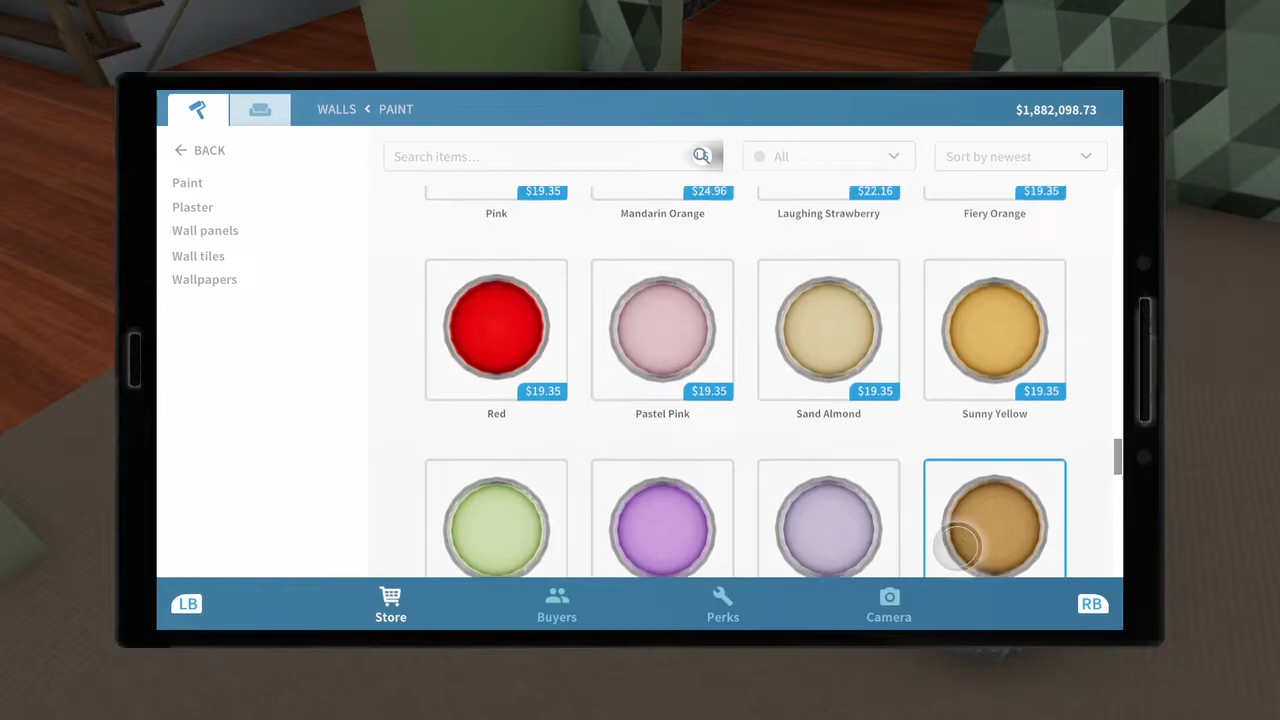 WALLS < PAINT
$1,882,098.73
BACK
Search items...
LS
All
Sort by newest
Paint
Plaster
Wall panels
Wall tiles
Wallpapers
$19.35
$24.96
$22.16
$19.35
Pink
Mandarin Orange
Laughing Strawberry
Fiery Orange
$19.35
$19.35
$19.35
$19.35
Red
Pastel Pink
Sand Almond
Sunny Yellow
LB
Store
Buyers
Perks
Camera
RB